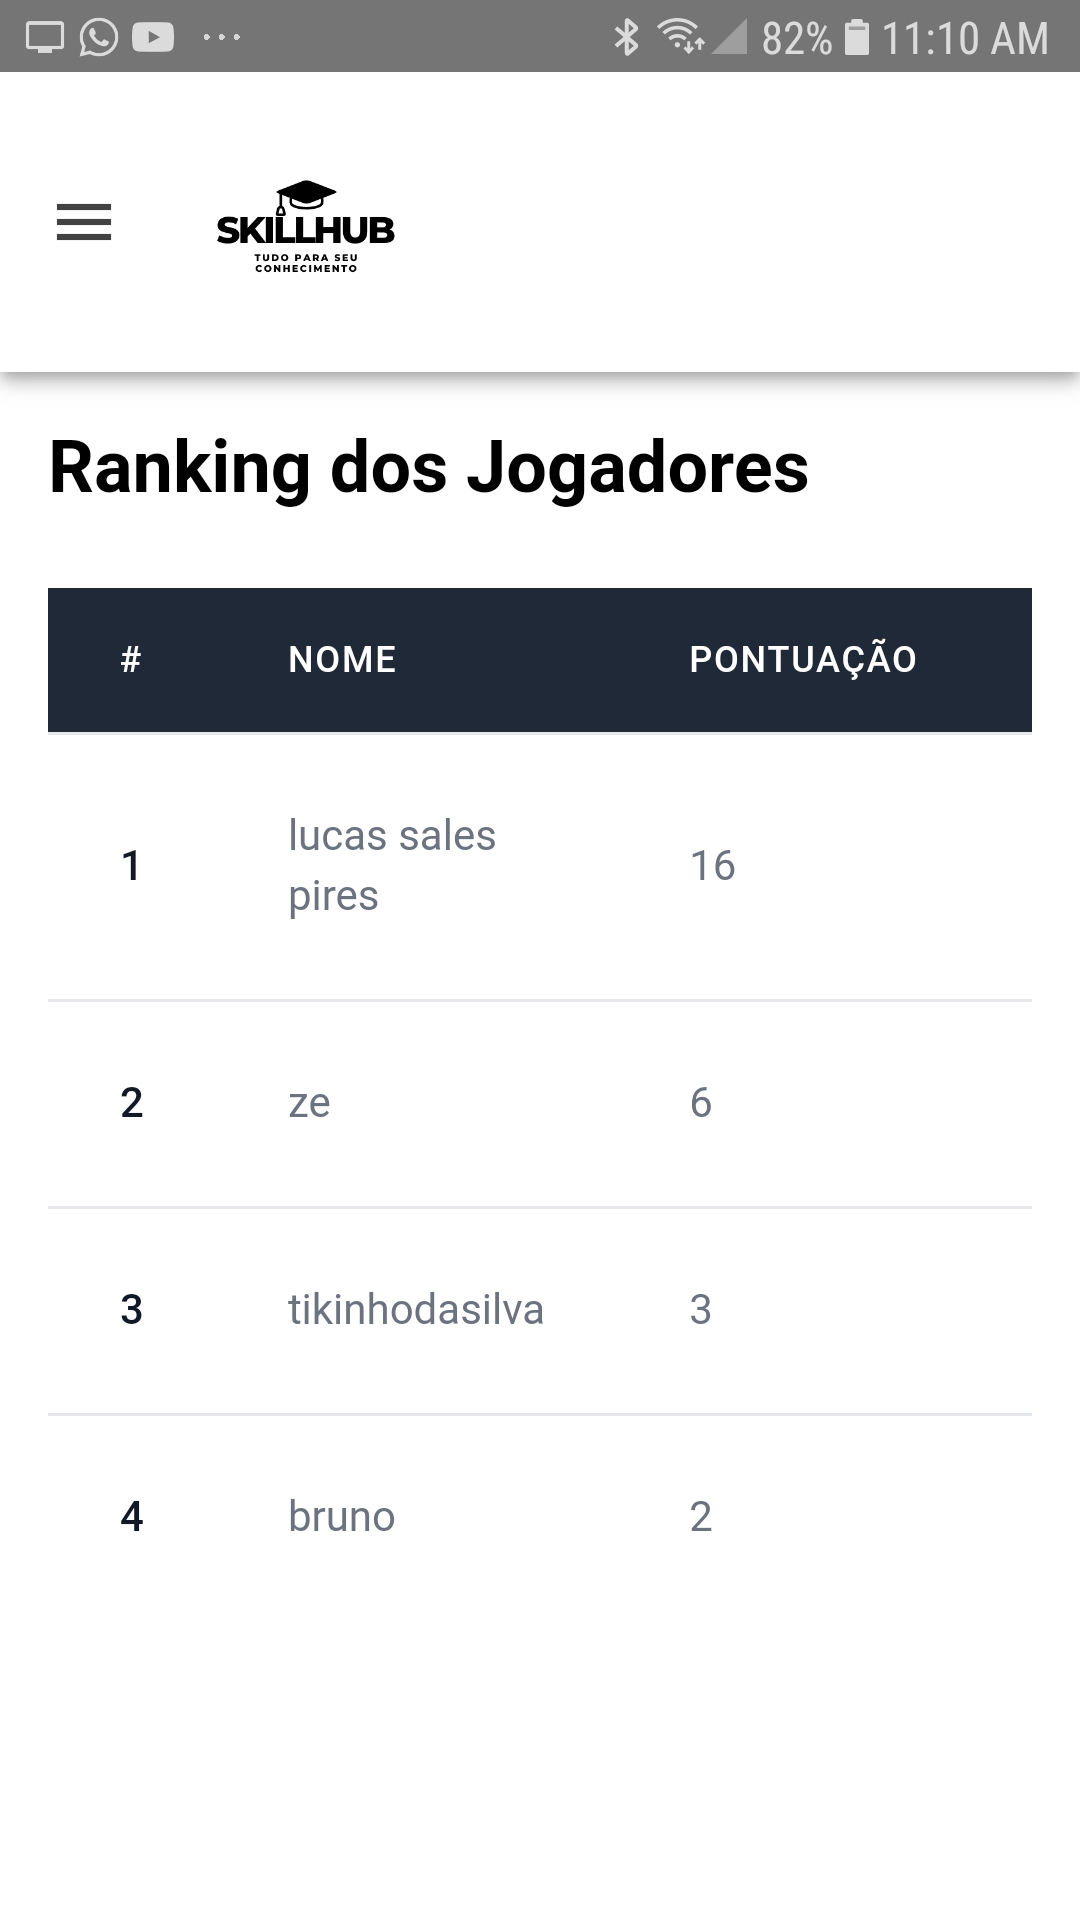 82% 11:10 AM
SKILLHUB
TUDO PARA SEU
CONHECIMENTO
Ranking dos Jogadores
# NOME PONTUAÇÃO
1 lucas sales pires 16
2 ze 6
3 tikinhodasilva 3
4 bruno 2